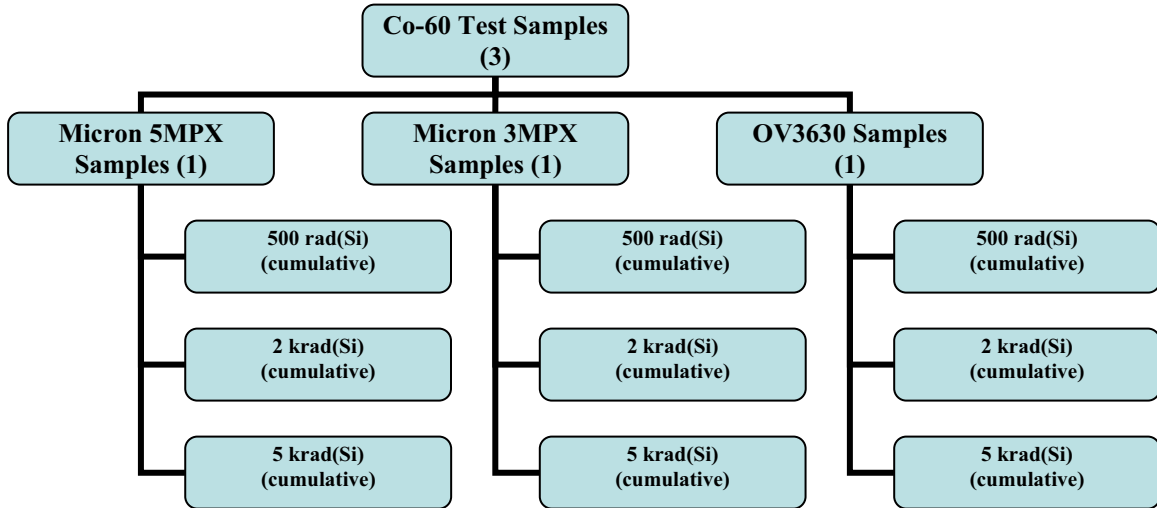 Co-60 Test Samples
(3)
Micron 5MPX
Samples (1)
Micron 3MPX
Samples (1)
OV3630 Samples
(1)
500 rad(Si)
(cumulative)
500 rad(Si)
(cumulative)
500 rad(Si)
(cumulative)
2 krad(Si)
(cumulative)
2 krad(Si)
(cumulative)
2 krad(Si)
(cumulative)
5 krad(Si)
(cumulative)
5 krad(Si)
(cumulative)
5 krad(Si)
(cumulative)